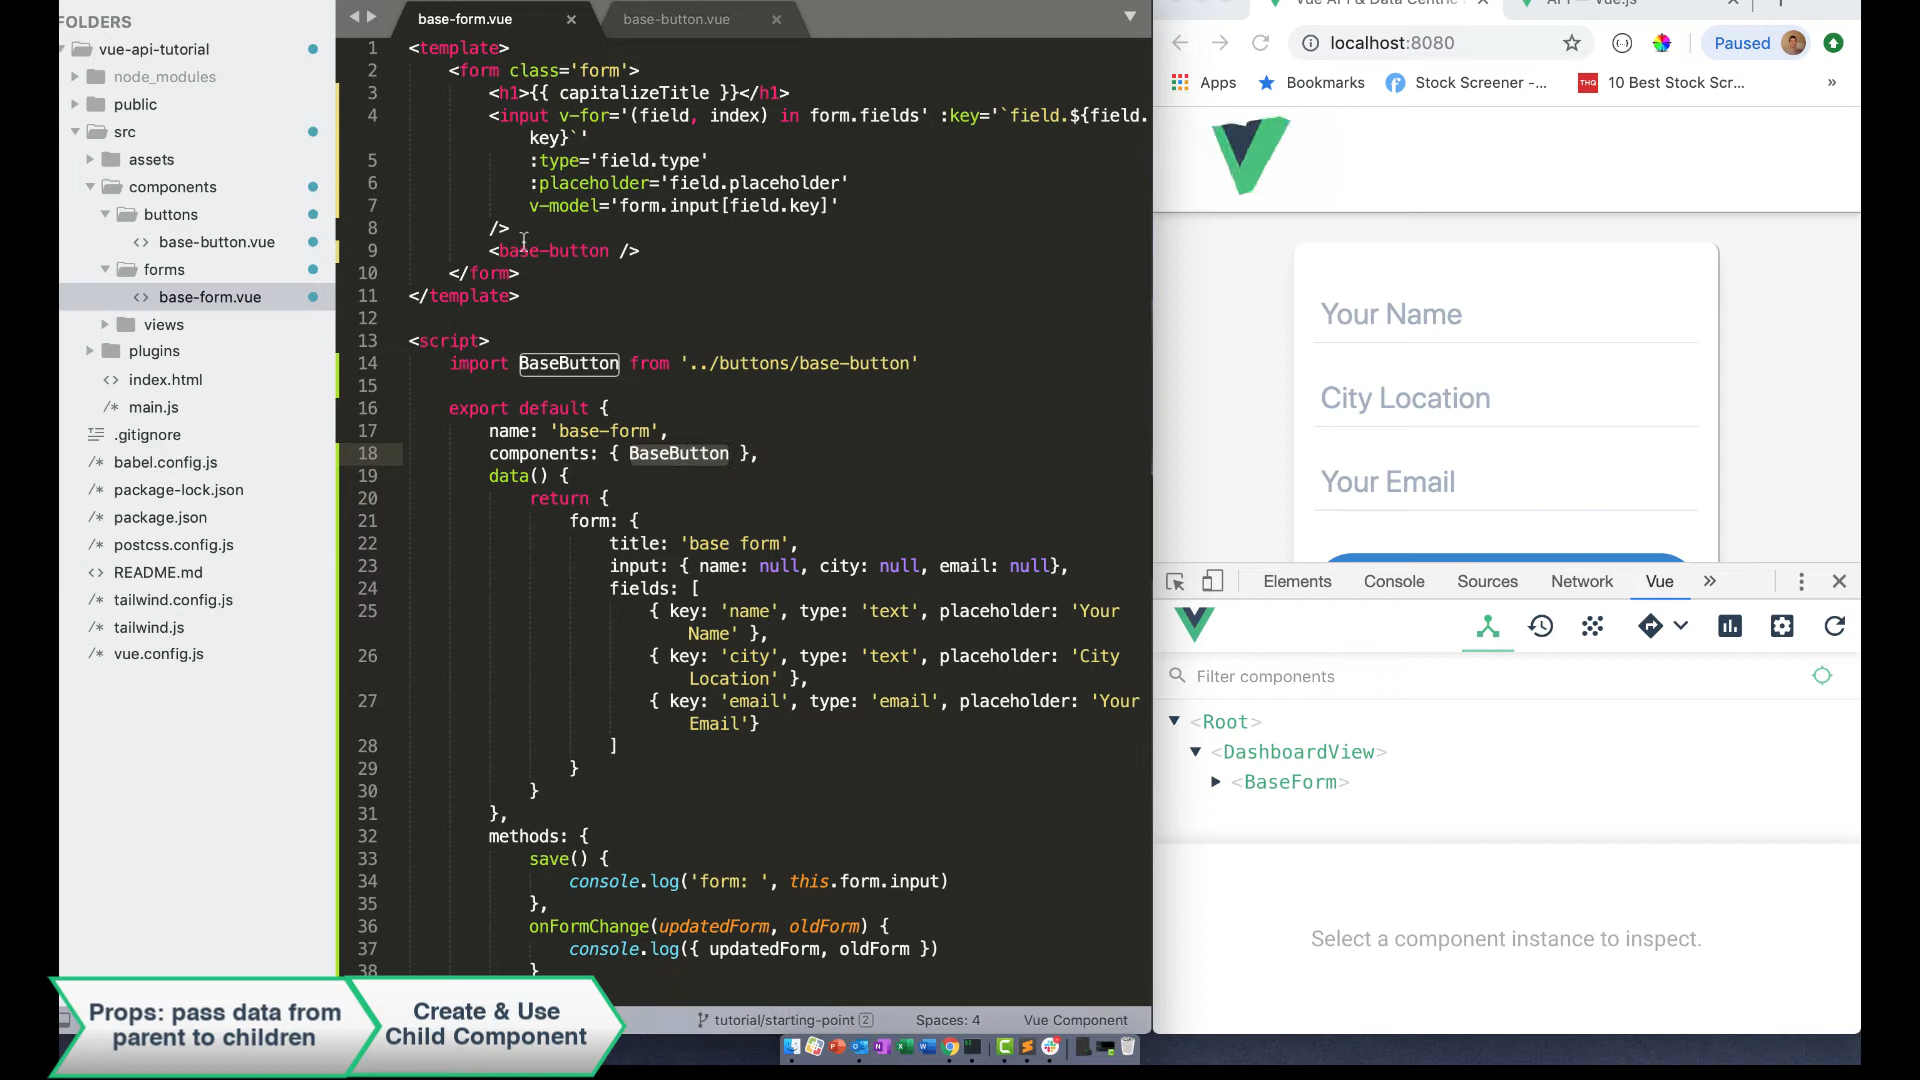 FOLDERS
vue-api-tutorial
node_modules
public
src
assets
components
buttons
base-button.vue
forms
base-form.vue
views
plugins
index.html
main.js
.gitignore
babel.config.js
package-lock.json
package.json
postcss.config.js
README.md
tailwind.config.js
tailwind.js
vue.config.js
base-form.vue
base-button.vue
1 <template>
2 <form class='form'>
3 <h1>{{ capitalizeTitle }}</h1>
4 <input v-for='(field, index) in form.fields' :key='`field.${field.
key}`'
5 :type='field.type'
6 :placeholder='field.placeholder'
7 v-model='form.input[field.key]'
8 />
9 <base-button />
10 </form>
11 </template>
12
13 <script>
14 import BaseButton from '../buttons/base-button'
15
16 export default {
17 name: 'base-form',
18 components: { BaseButton },
19 data() {
20 return {
21 form: {
22 title: 'base form',
23 input: { name: null, city: null, email: null},
24 fields: [
25 { key: 'name', type: 'text', placeholder: 'Your
Name' },
26 { key: 'city', type: 'text', placeholder: 'City
Location' },
27 { key: 'email', type: 'email', placeholder: 'Your
Email'}
28 ]
29 }
30 }
31 },
32 methods: {
33 save() {
34 console.log('form: ', this.form.input)
35 },
36 onFormChange(updatedForm, oldForm) {
37 console.log({ updatedForm, oldForm })
38 }
tutorial/starting-point 2
Spaces: 4
Vue Component
Props: pass data from
parent to children
Create & Use
Child Component
Vue API & Data Centric
API — Vue.js
localhost:8080
Paused
Apps
Bookmarks
Stock Screener -...
THQ
10 Best Stock Scr...
»
Your Name
City Location
Your Email
Elements
Console
Sources
Network
Vue
»
Filter components
<Root>
<DashboardView>
<BaseForm>
Select a component instance to inspect.